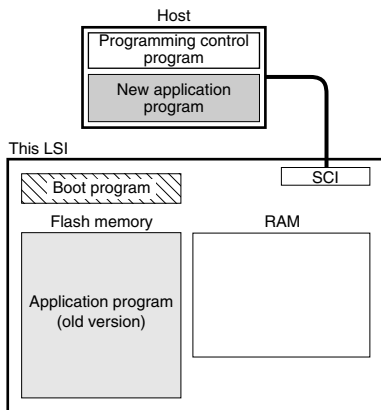 Host
Programming control
program
New application
program
This LSI
SCI
Boot program
Flash memory
RAM
Application program
(old version)